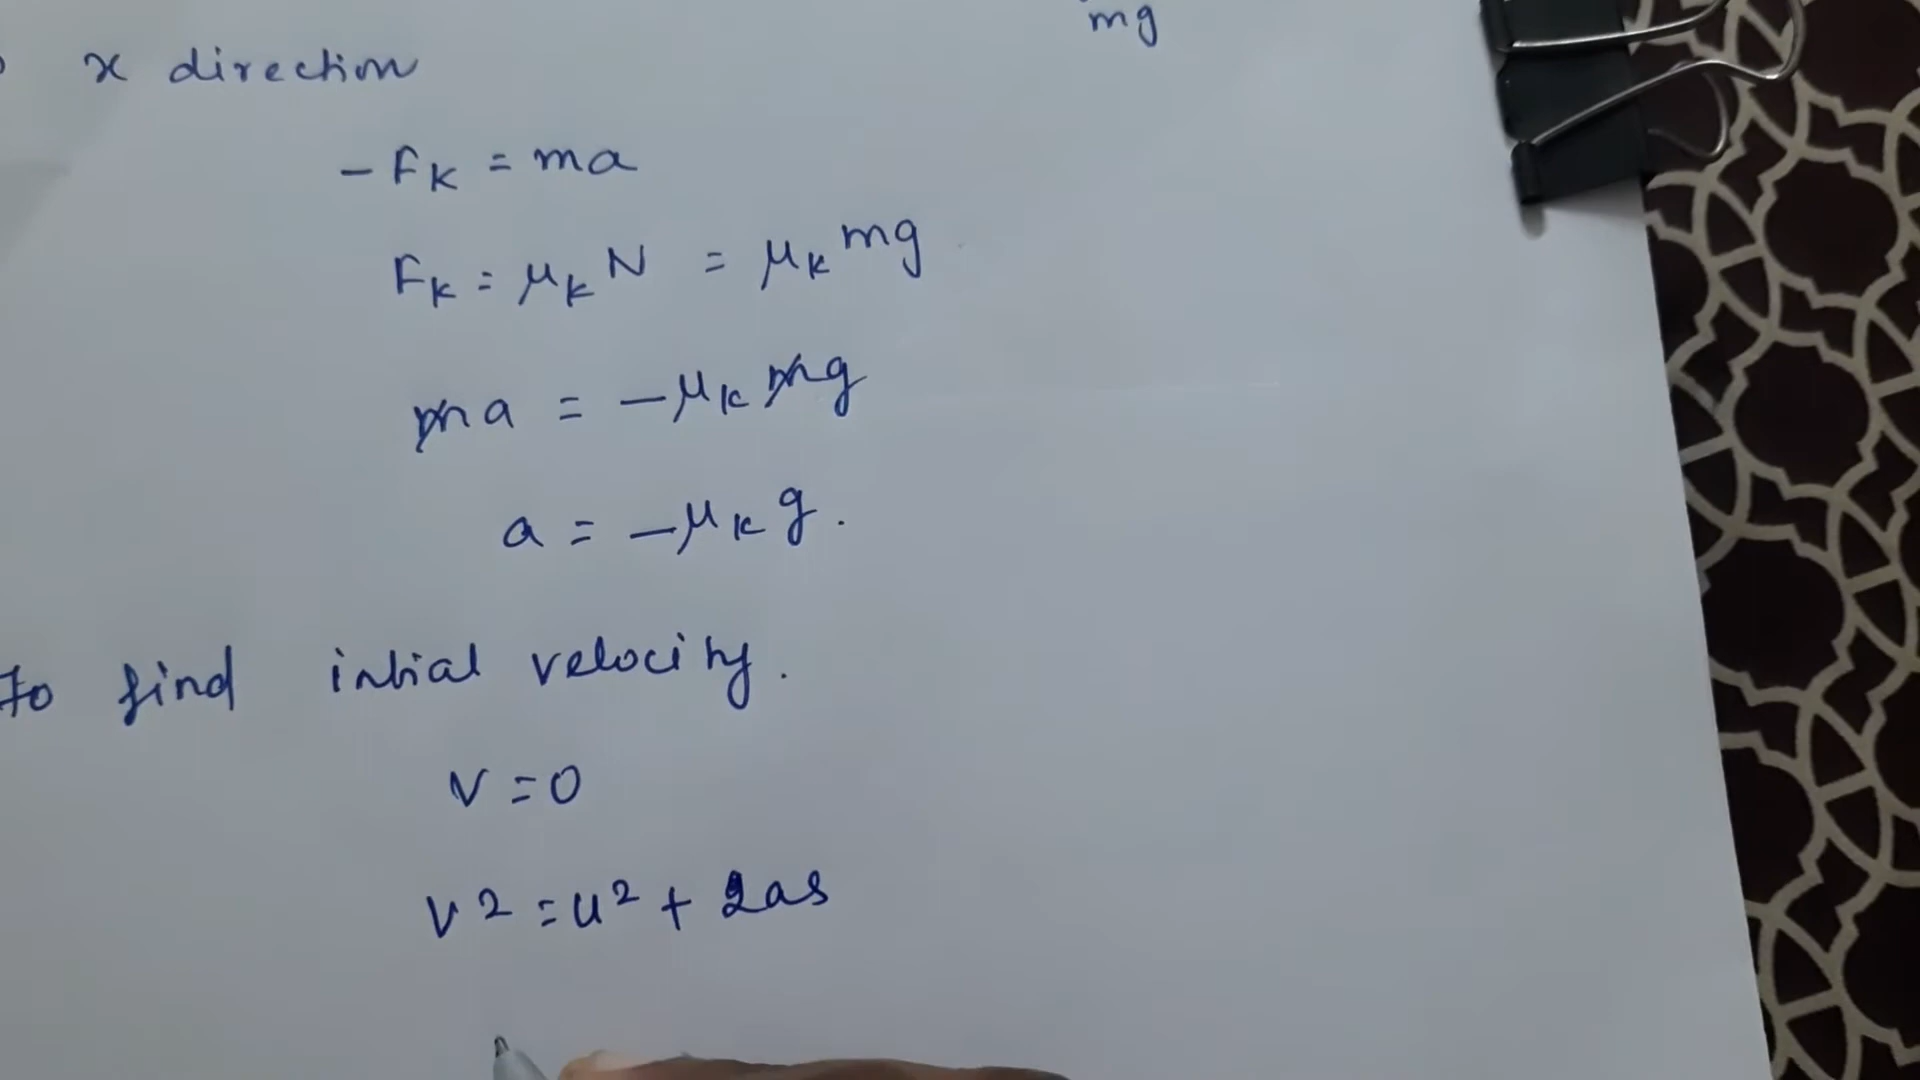 mg
x direction
- Fk = ma
Fk = μk N = μk mg
ma = -μk mg
a = -μk g.
To find intial velocity.
V = 0
V2 = u2 + 2as